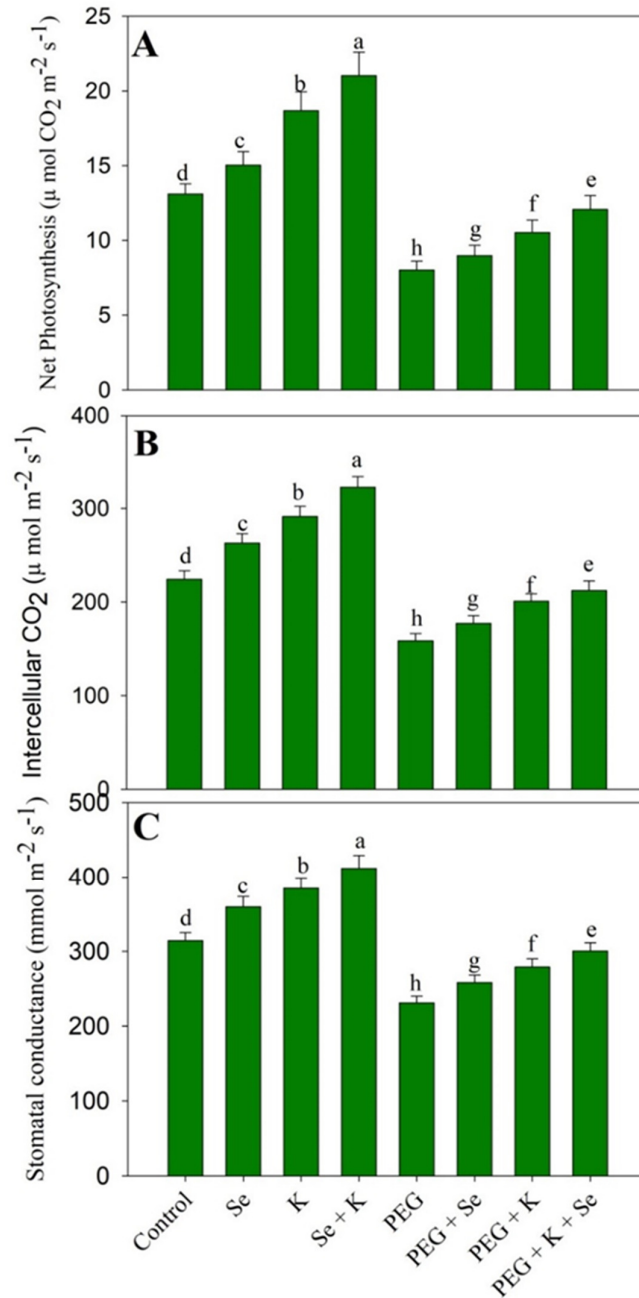 A
Net Photosynthesis (μ mol CO2 m-2 s-1)
25
20
15
10
5
0
d
c
b
a
h
g
f
e
B
Intercellular CO2 (μ mol m-2 s-1)
400
300
200
100
0
d
c
b
a
h
g
f
e
C
Stomatal conductance (mmol m-2 s-1)
500
400
300
200
100
0
d
c
b
a
h
g
f
e
Control
Se
K
Se + K
PEG
PEG + Se
PEG + K
PEG + K + Se